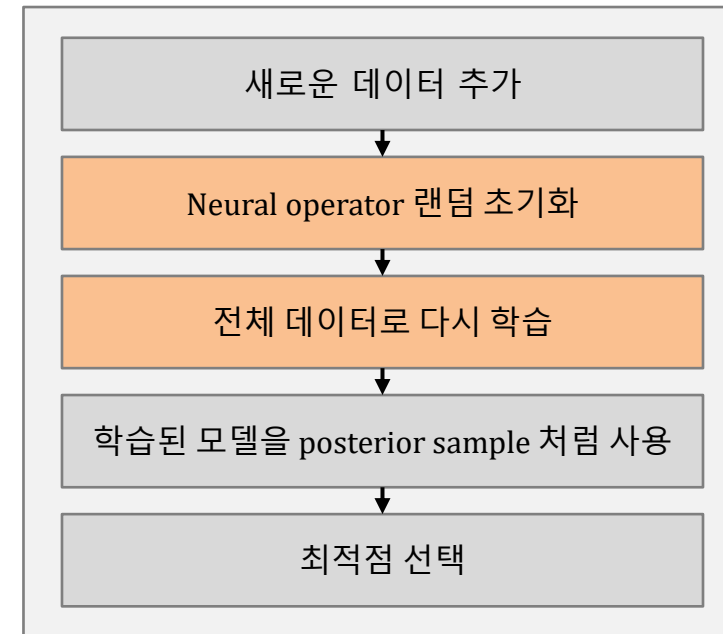 새로운 데이터 추가
Neural operator 랜덤 초기화
전체 데이터로 다시 학습
학습된 모델을 posterior sample 처럼 사용
최적점 선택